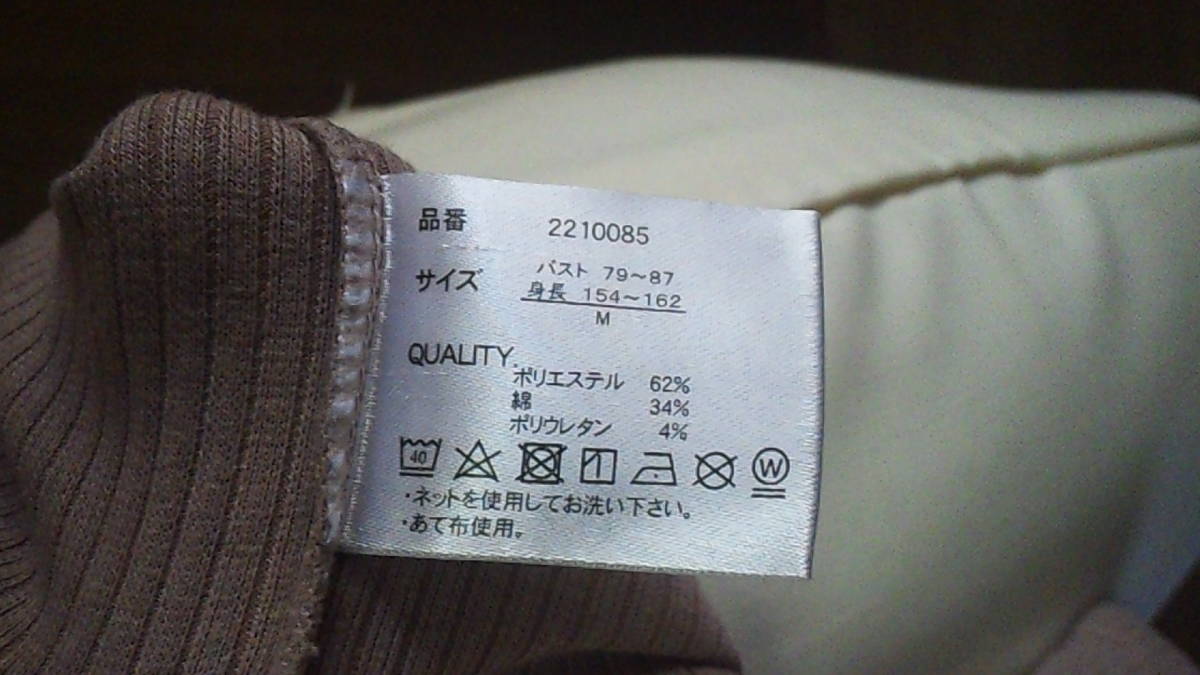 品番 2210085
サイズ バスト 79～87
身長 154～162
M
QUALITY.
ポリエステル 62%
綿 34%
ポリウレタン 4%
40 W
・ネットを使用してお洗い下さい。
・あて布使用。